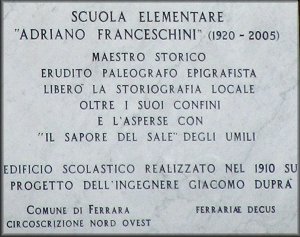 SCUOLA ELEMENTARE
"ADRIANO FRANCESCHINI" (1920 - 2005)
MAESTRO STORICO
ERUDITO PALEOGRAFO EPIGRAFISTA
LIBERÒ LA STORIOGRAFIA LOCALE
OLTRE I SUOI CONFINI
E L'ASPERSE CON
"IL SAPORE DEL SALE" DEGLI UMILI
EDIFICIO SCOLASTICO REALIZZATO NEL 1910 SU
PROGETTO DELL'INGEGNERE GIACOMO DUPRÀ
COMUNE DI FERRARA FERRARIÆ DECUS
CIRCOSCRIZIONE NORD OVEST